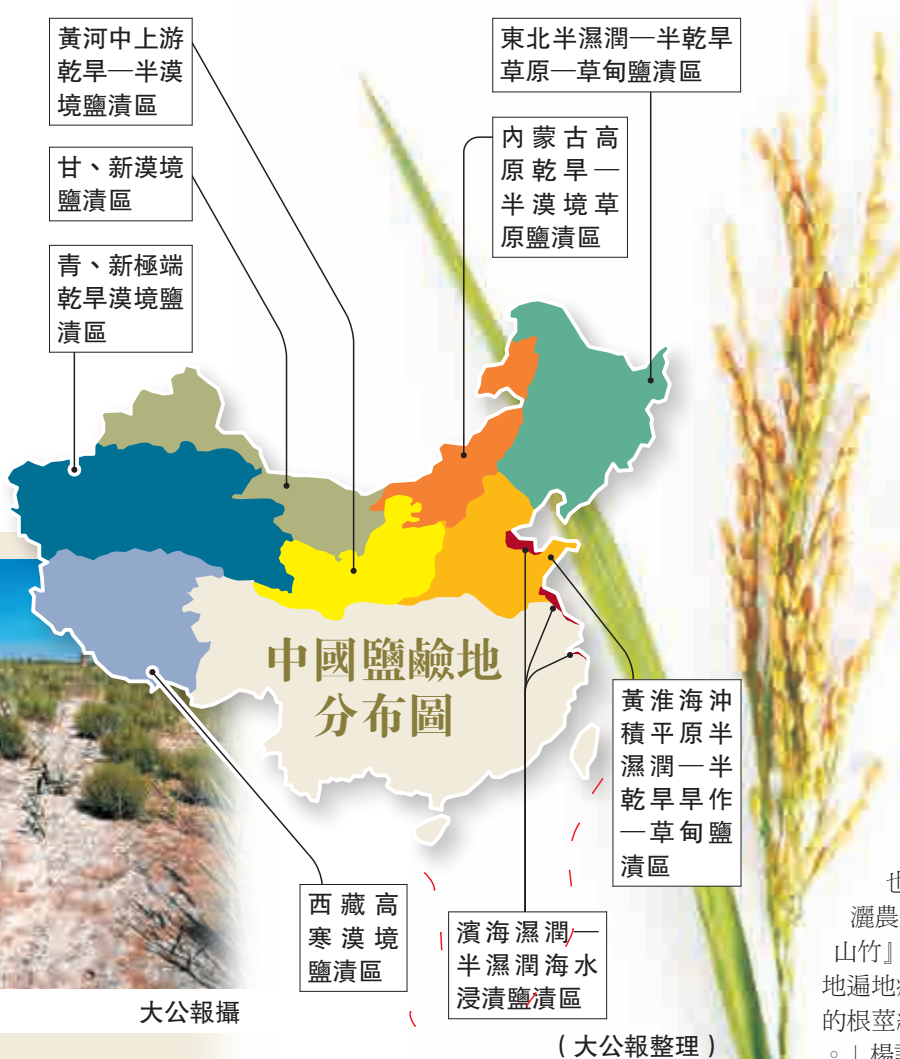 黃河中上游
乾旱—半漠
境鹽漬區
甘、新漠境
鹽漬區
青、新極端
乾旱漠境鹽
漬區
東北半濕潤—半乾旱
草原—草甸鹽漬區
內蒙古高
原乾旱—
半漠境草
原鹽漬區
中國鹽鹼地
分布圖
黃淮海沖
積平原半
濕潤—半
乾旱旱作
—草甸鹽
漬區
西藏高
寒漠境
鹽漬區
濱海濕潤—
半濕潤海水
浸漬鹽漬區
大公報攝
（大公報整理）
也
灑農
山竹』
地遍地
的根莖
。」楊